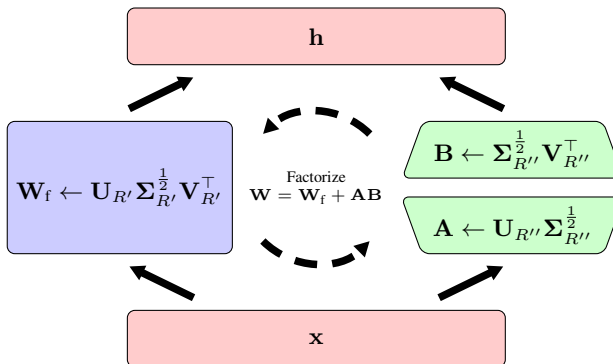 h
W_f ← U_{R'} Σ_{R'}^{1/2} V_{R'}^⊤
Factorize
W = W_f + AB
B ← Σ_{R''}^{1/2} V_{R''}^⊤
A ← U_{R''} Σ_{R''}^{1/2}
x